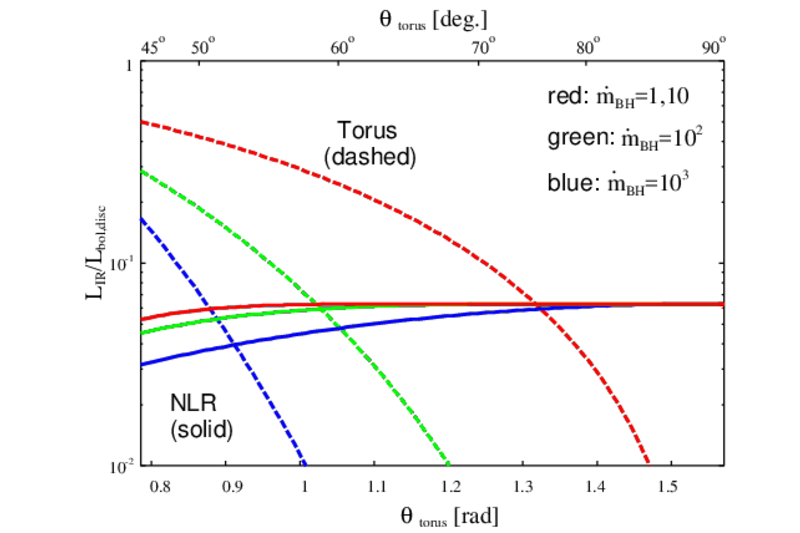 θ torus [deg.]
45° 50° 60° 70° 80° 90°
1
red: ṁBH=1,10
Torus
(dashed)
green: ṁBH=10²
blue: ṁBH=10³
LIR/Lbol,disc
10⁻¹
NLR
(solid)
10⁻²
0.8 0.9 1 1.1 1.2 1.3 1.4 1.5
θ torus [rad]